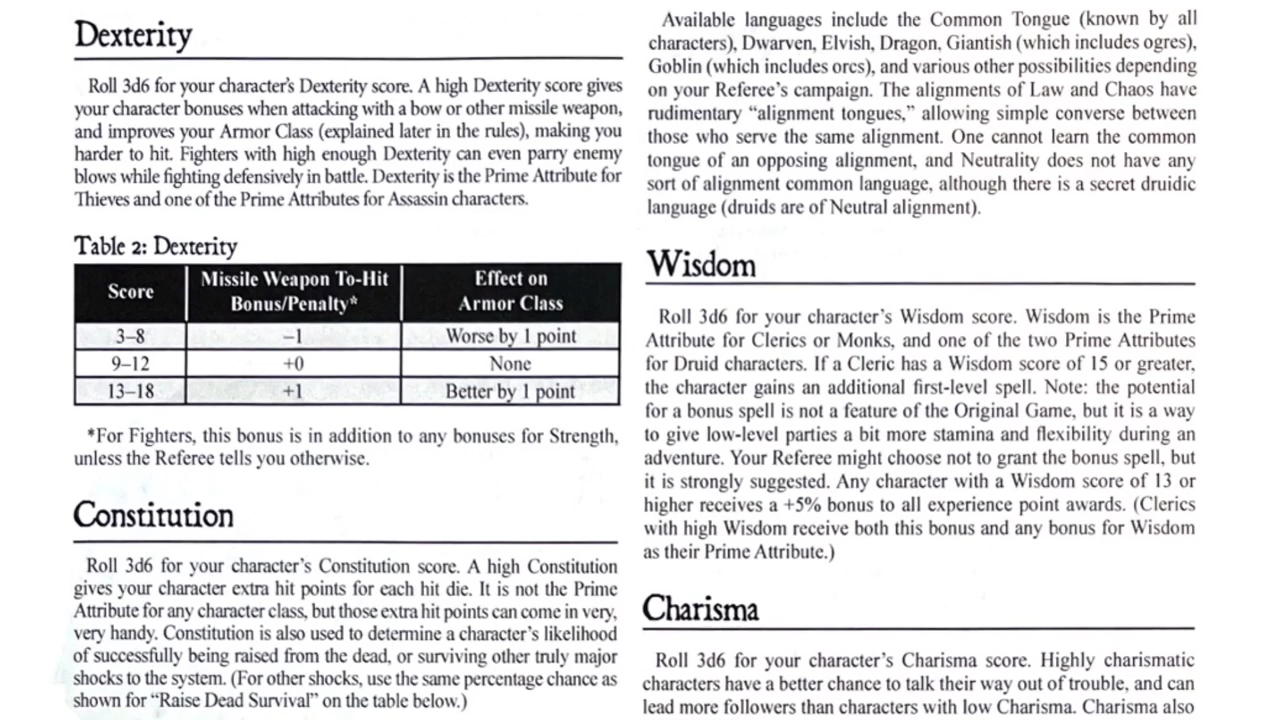 Dexterity
Roll 3d6 for your character's Dexterity score. A high Dexterity score gives
your character bonuses when attacking with a bow or other missile weapon,
and improves your Armor Class (explained later in the rules), making you
harder to hit. Fighters with high enough Dexterity can even parry enemy
blows while fighting defensively in battle. Dexterity is the Prime Attribute for
Thieves and one of the Prime Attributes for Assassin characters.
Table 2: Dexterity
Score Missile Weapon To-Hit Bonus/Penalty* Effect on Armor Class
3–8 –1 Worse by 1 point
9–12 +0 None
13–18 +1 Better by 1 point
*For Fighters, this bonus is in addition to any bonuses for Strength,
unless the Referee tells you otherwise.
Constitution
Roll 3d6 for your character's Constitution score. A high Constitution
gives your character extra hit points for each hit die. It is not the Prime
Attribute for any character class, but those extra hit points can come in very,
very handy. Constitution is also used to determine a character's likelihood
of successfully being raised from the dead, or surviving other truly major
shocks to the system. (For other shocks, use the same percentage chance as
shown for “Raise Dead Survival” on the table below.)
Available languages include the Common Tongue (known by all
characters), Dwarven, Elvish, Dragon, Giantish (which includes ogres),
Goblin (which includes orcs), and various other possibilities depending
on your Referee's campaign. The alignments of Law and Chaos have
rudimentary “alignment tongues,” allowing simple converse between
those who serve the same alignment. One cannot learn the common
tongue of an opposing alignment, and Neutrality does not have any
sort of alignment common language, although there is a secret druidic
language (druids are of Neutral alignment).
Wisdom
Roll 3d6 for your character's Wisdom score. Wisdom is the Prime
Attribute for Clerics or Monks, and one of the two Prime Attributes
for Druid characters. If a Cleric has a Wisdom score of 15 or greater,
the character gains an additional first-level spell. Note: the potential
for a bonus spell is not a feature of the Original Game, but it is a way
to give low-level parties a bit more stamina and flexibility during an
adventure. Your Referee might choose not to grant the bonus spell, but
it is strongly suggested. Any character with a Wisdom score of 13 or
higher receives a +5% bonus to all experience point awards. (Clerics
with high Wisdom receive both this bonus and any bonus for Wisdom
as their Prime Attribute.)
Charisma
Roll 3d6 for your character's Charisma score. Highly charismatic
characters have a better chance to talk their way out of trouble, and can
lead more followers than characters with low Charisma. Charisma also